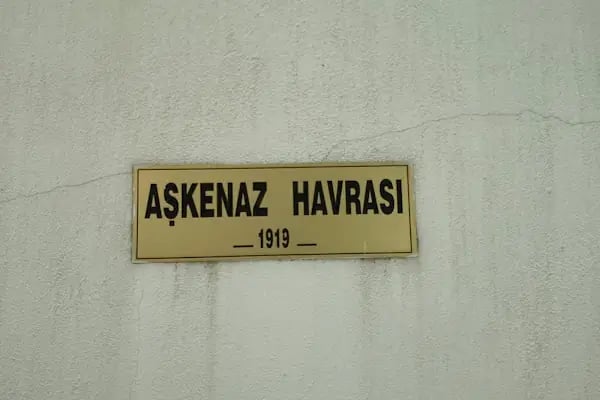 AŞKENAZ HAVRASI
— 1919 —